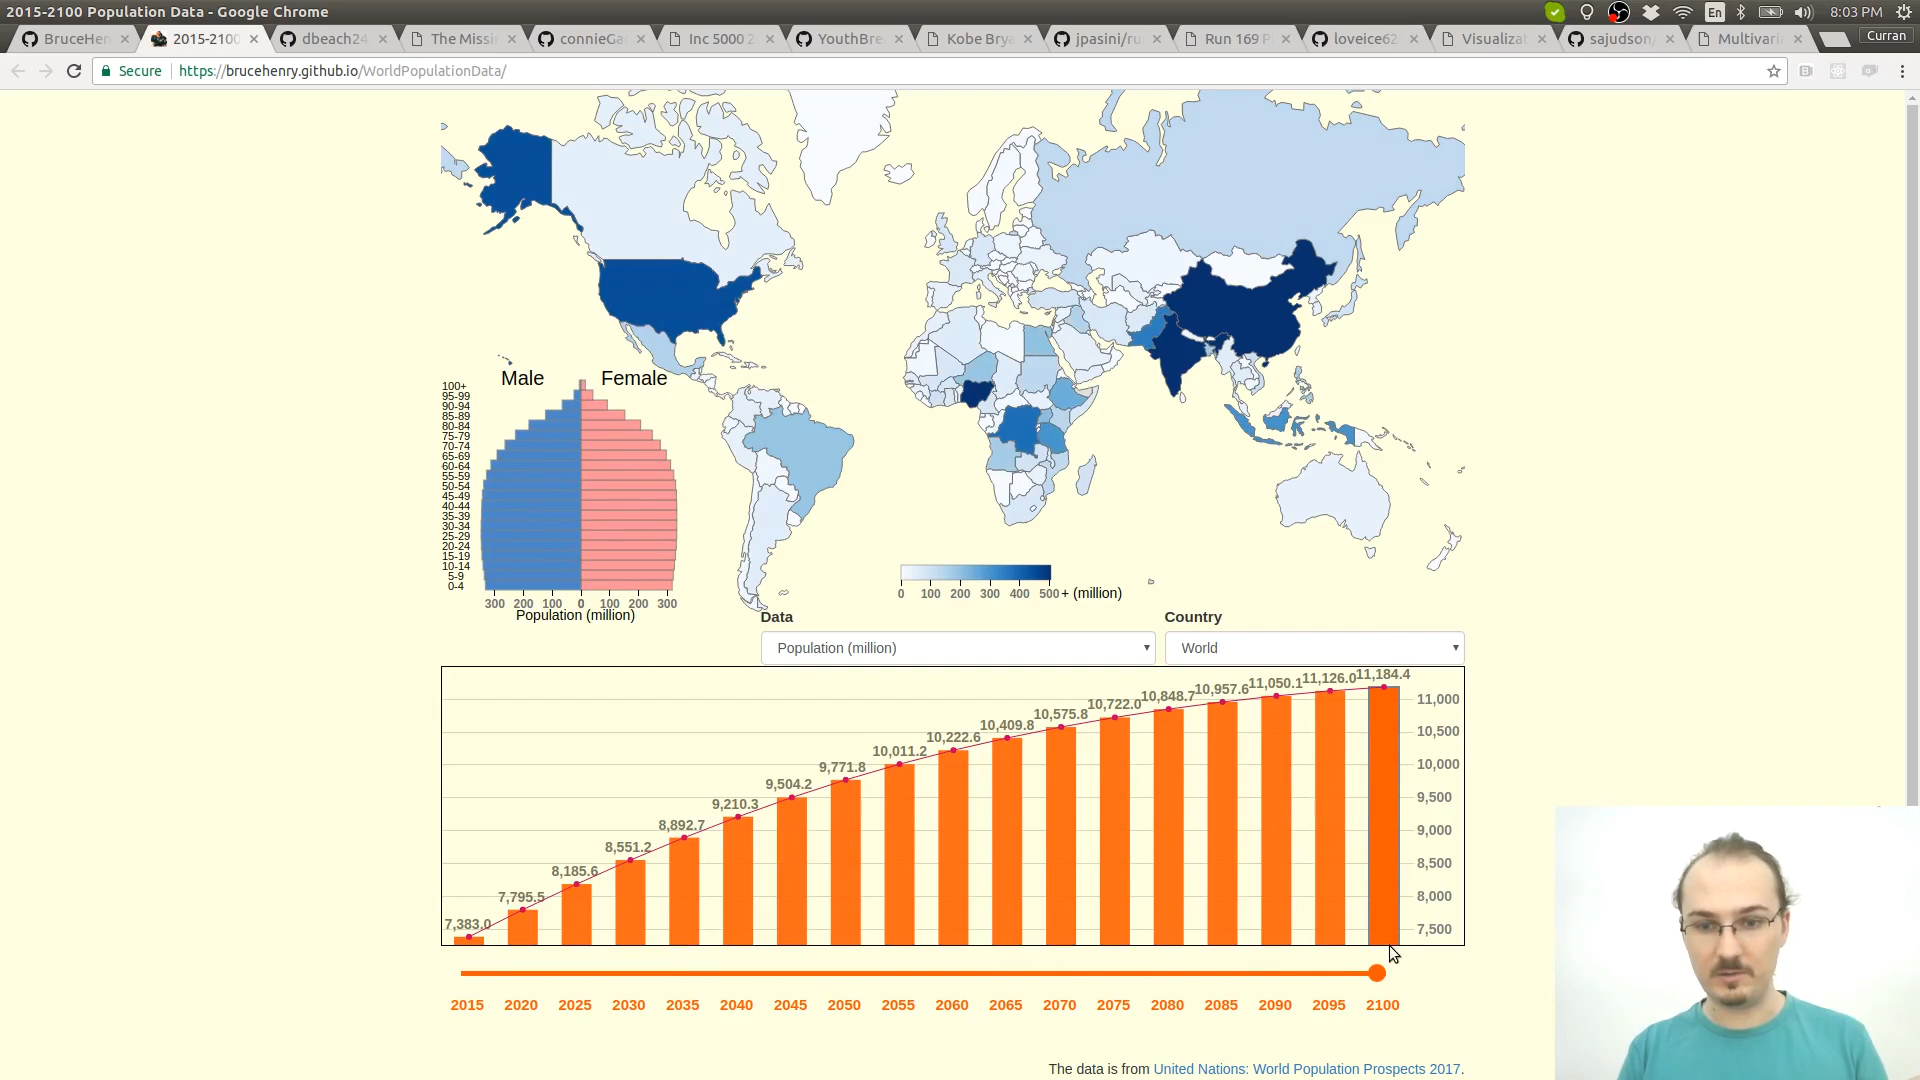 2015-2100 Population Data - Google Chrome
En
8:03 PM
BruceHen
2015-2100
dbeach24
The Missi
connieGa
Inc 5000 2
YouthBre
Kobe Brya
jpasini/ru
Run 169 P
loveice62
Visualizat
sajudson/
Multivaria
Curran
Secure
https://brucehenry.github.io/WorldPopulationData/
Male
Female
100+
95-99
90-94
85-89
80-84
75-79
70-74
65-69
60-64
55-59
50-54
45-49
40-44
35-39
30-34
25-29
20-24
15-19
10-14
5-9
0-4
300 200 100 0 100 200 300
Population (million)
0 100 200 300 400 500 + (million)
Data
Country
Population (million)
World
7,383.0
7,795.5
8,185.6
8,551.2
8,892.7
9,210.3
9,504.2
9,771.8
10,011.2
10,222.6
10,409.8
10,575.8
10,722.0
10,848.7
10,957.6
11,050.1
11,126.0
11,184.4
11,000
10,500
10,000
9,500
9,000
8,500
8,000
7,500
2015 2020 2025 2030 2035 2040 2045 2050 2055 2060 2065 2070 2075 2080 2085 2090 2095 2100
The data is from United Nations: World Population Prospects 2017.